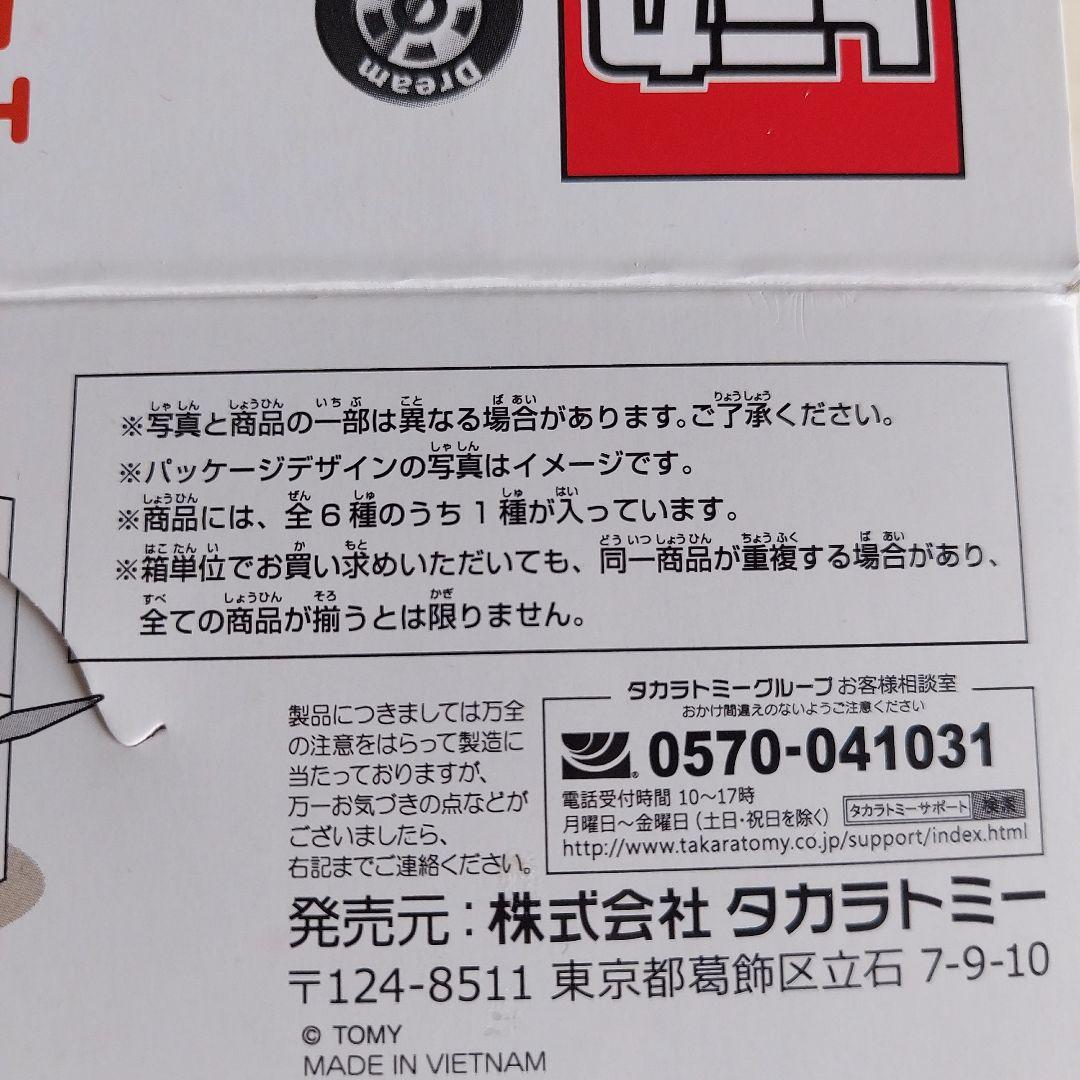 Dream
トミカ
※写真と商品の一部は異なる場合があります。ご了承ください。
※パッケージデザインの写真はイメージです。
※商品には、全6種のうち1種が入っています。
※箱単位でお買い求めいただいても、同一商品が重複する場合があり、
全ての商品が揃うとは限りません。
製品につきましては万全
の注意をはらって製造に
当たっておりますが、
万一お気づきの点などが
ございましたら、
右記までご連絡ください。
タカラトミーグループ お客様相談室
おかけ間違えのないようご注意ください
0570-041031
電話受付時間 10～17時
月曜日～金曜日（土日・祝日を除く）
タカラトミーサポート 検索
http://www.takaratomy.co.jp/support/index.html
発売元：株式会社 タカラトミー
〒124-8511 東京都葛飾区立石 7-9-10
© TOMY
MADE IN VIETNAM